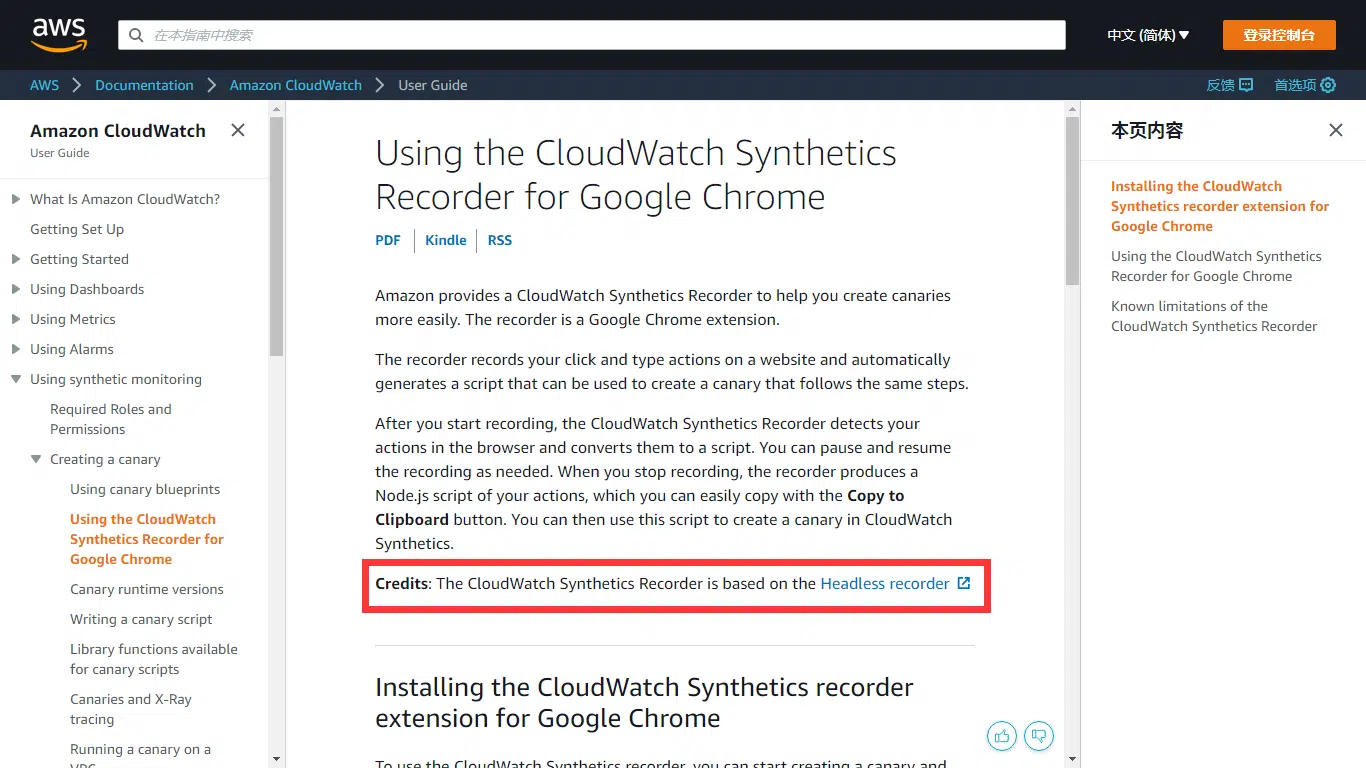 aws
在本指南中搜索
中文 (简体)
登录控制台
AWS
Documentation
Amazon CloudWatch
User Guide
反馈
首选项
Amazon CloudWatch
User Guide
What Is Amazon CloudWatch?
Getting Set Up
Getting Started
Using Dashboards
Using Metrics
Using Alarms
Using synthetic monitoring
Required Roles and
Permissions
Creating a canary
Using canary blueprints
Using the CloudWatch
Synthetics Recorder for
Google Chrome
Canary runtime versions
Writing a canary script
Library functions available
for canary scripts
Canaries and X-Ray
tracing
Running a canary on a
VPC
Using the CloudWatch Synthetics
Recorder for Google Chrome
PDF
Kindle
RSS
Amazon provides a CloudWatch Synthetics Recorder to help you create canaries
more easily. The recorder is a Google Chrome extension.
The recorder records your click and type actions on a website and automatically
generates a script that can be used to create a canary that follows the same steps.
After you start recording, the CloudWatch Synthetics Recorder detects your
actions in the browser and converts them to a script. You can pause and resume
the recording as needed. When you stop recording, the recorder produces a
Node.js script of your actions, which you can easily copy with the Copy to
Clipboard button. You can then use this script to create a canary in CloudWatch
Synthetics.
Credits: The CloudWatch Synthetics Recorder is based on the Headless recorder
Installing the CloudWatch Synthetics recorder
extension for Google Chrome
To use the CloudWatch Synthetics recorder, you can start creating a canary and
本页内容
Installing the CloudWatch
Synthetics recorder extension for
Google Chrome
Using the CloudWatch Synthetics
Recorder for Google Chrome
Known limitations of the
CloudWatch Synthetics Recorder